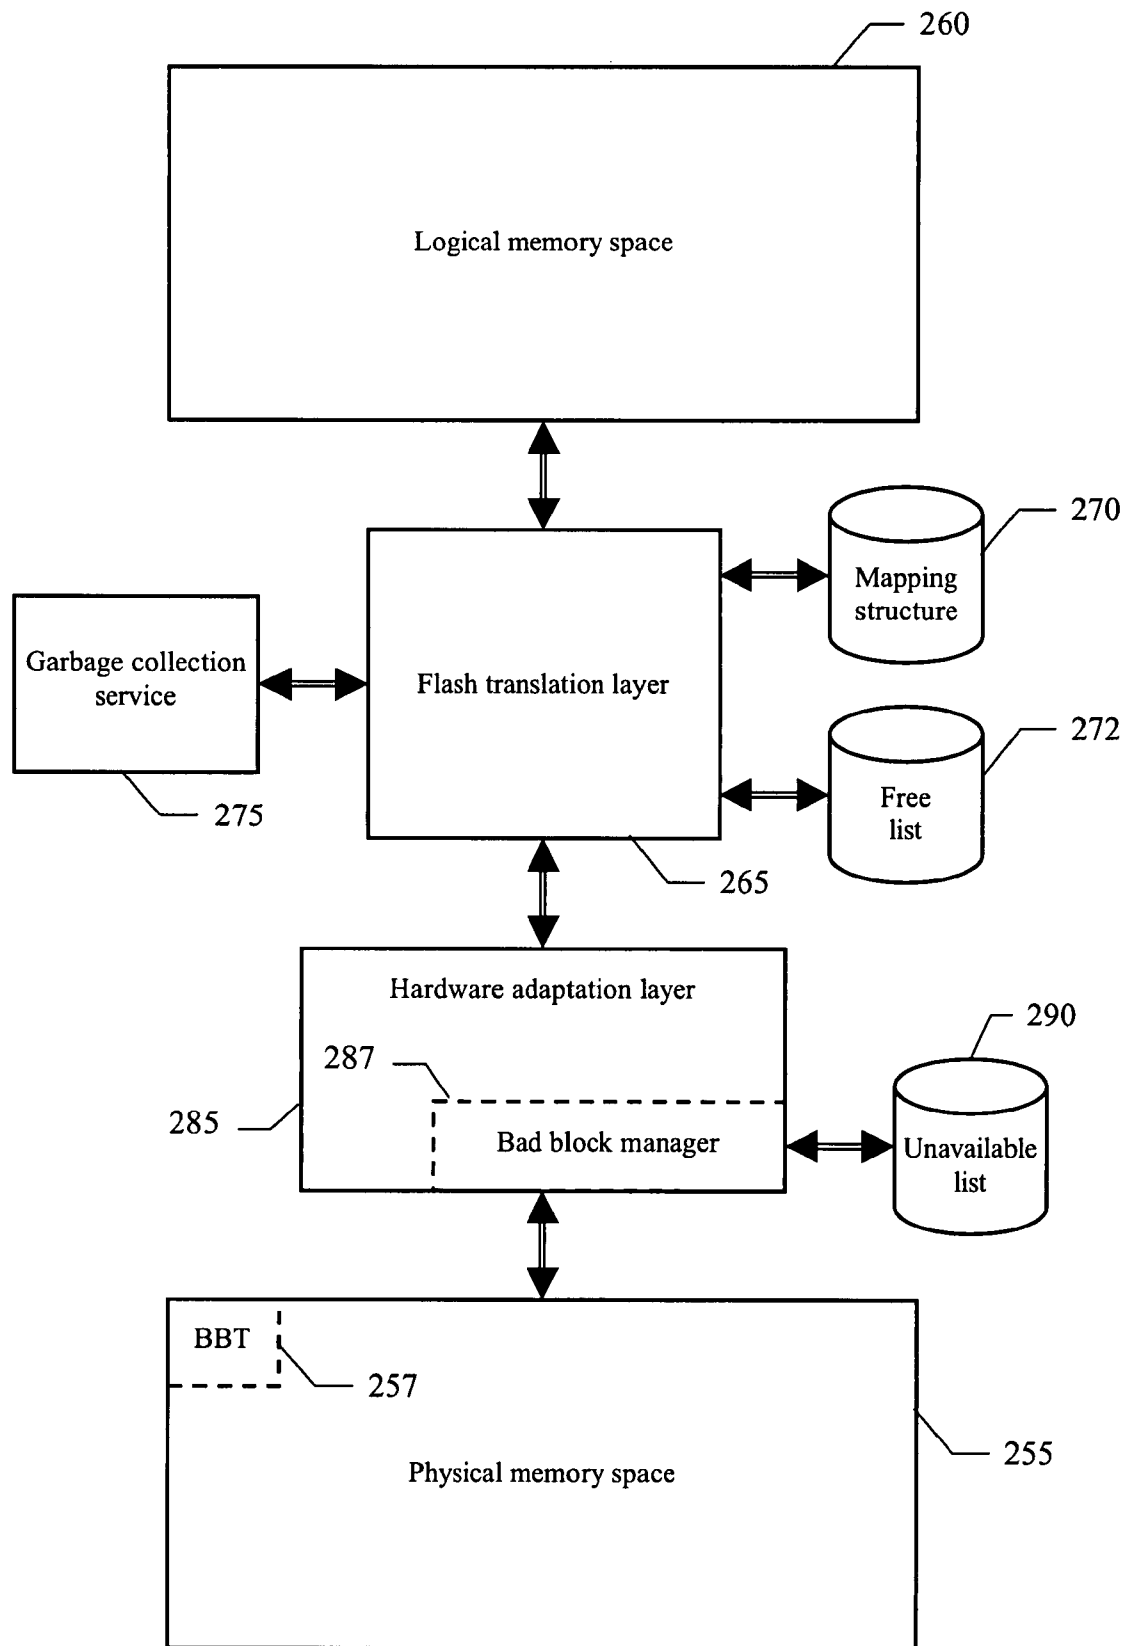 260
Logical memory space
270
Mapping
structure
Garbage collection
service
Flash translation layer
272
Free
list
275
265
Hardware adaptation layer
290
287
285
Bad block manager
Unavailable
list
BBT
257
255
Physical memory space